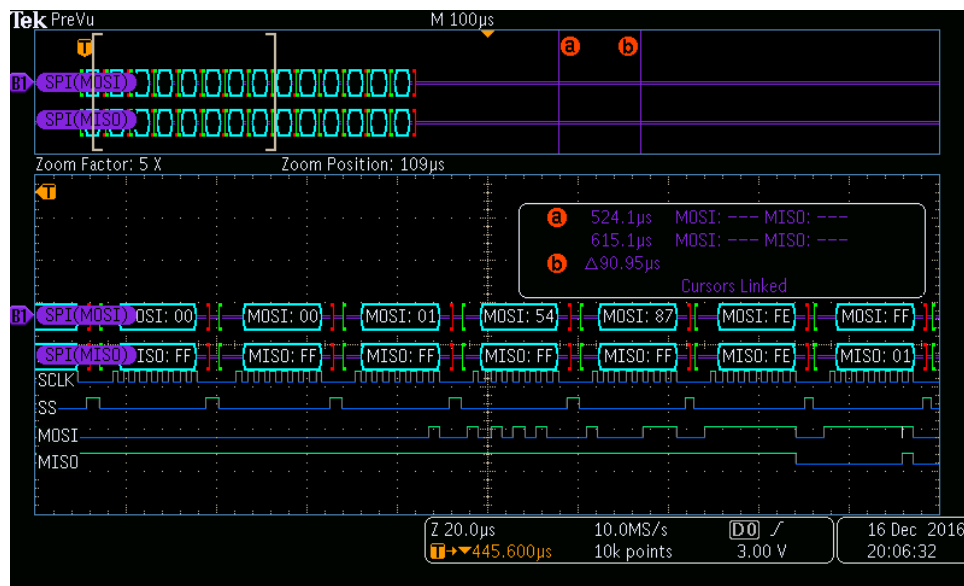 Tek PreVu M 100µs
T a b
B1 SPI(MOSI)
SPI(MISO)
Zoom Factor: 5 X Zoom Position: 109µs
T
a 524.1µs MOSI: --- MISO: ---
615.1µs MOSI: --- MISO: ---
b △90.95µs
Cursors Linked
B1 SPI(MOSI) OSI: 00 MOSI: 00 MOSI: 01 MOSI: 54 MOSI: 87 MOSI: FE MOSI: FF
SPI(MISO) ISO: FF MISO: FF MISO: FF MISO: FF MISO: FF MISO: FE MISO: 01
SCLK
SS
MOSI
MISO
Z 20.0µs 10.0MS/s D0 16 Dec 2016
T→▼445.600µs 10k points 3.00 V 20:06:32